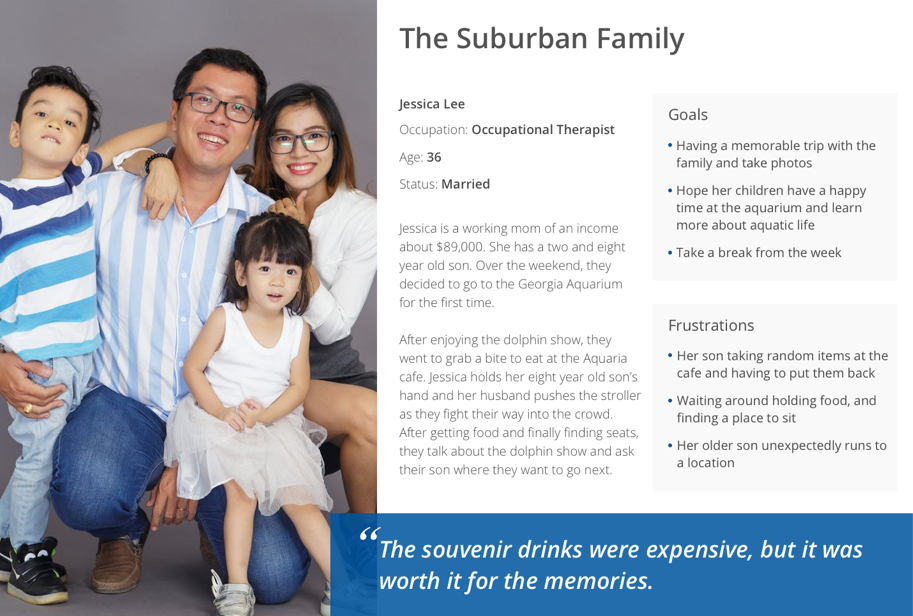 The Suburban Family
Jessica Lee
Occupation: Occupational Therapist
Age: 36
Status: Married
Jessica is a working mom of an income
about $89,000. She has a two and eight
year old son. Over the weekend, they
decided to go to the Georgia Aquarium
for the first time.
After enjoying the dolphin show, they
went to grab a bite to eat at the Aquaria
cafe. Jessica holds her eight year old son's
hand and her husband pushes the stroller
as they fight their way into the crowd.
After getting food and finally finding seats,
they talk about the dolphin show and ask
their son where they want to go next.
Goals
• Having a memorable trip with the
family and take photos
• Hope her children have a happy
time at the aquarium and learn
more about aquatic life
• Take a break from the week
Frustrations
• Her son taking random items at the
cafe and having to put them back
• Waiting around holding food, and
finding a place to sit
• Her older son unexpectedly runs to
a location
“The souvenir drinks were expensive, but it was
worth it for the memories.